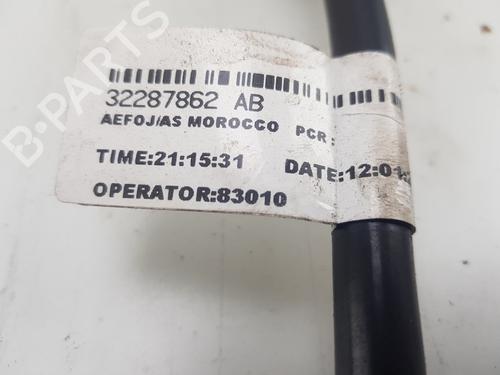 32287862 AB
AEFOJ/AS MOROCCO PCR :
TIME:21:15:31 DATE:12:01
OPERATOR:83010
B-PARTS